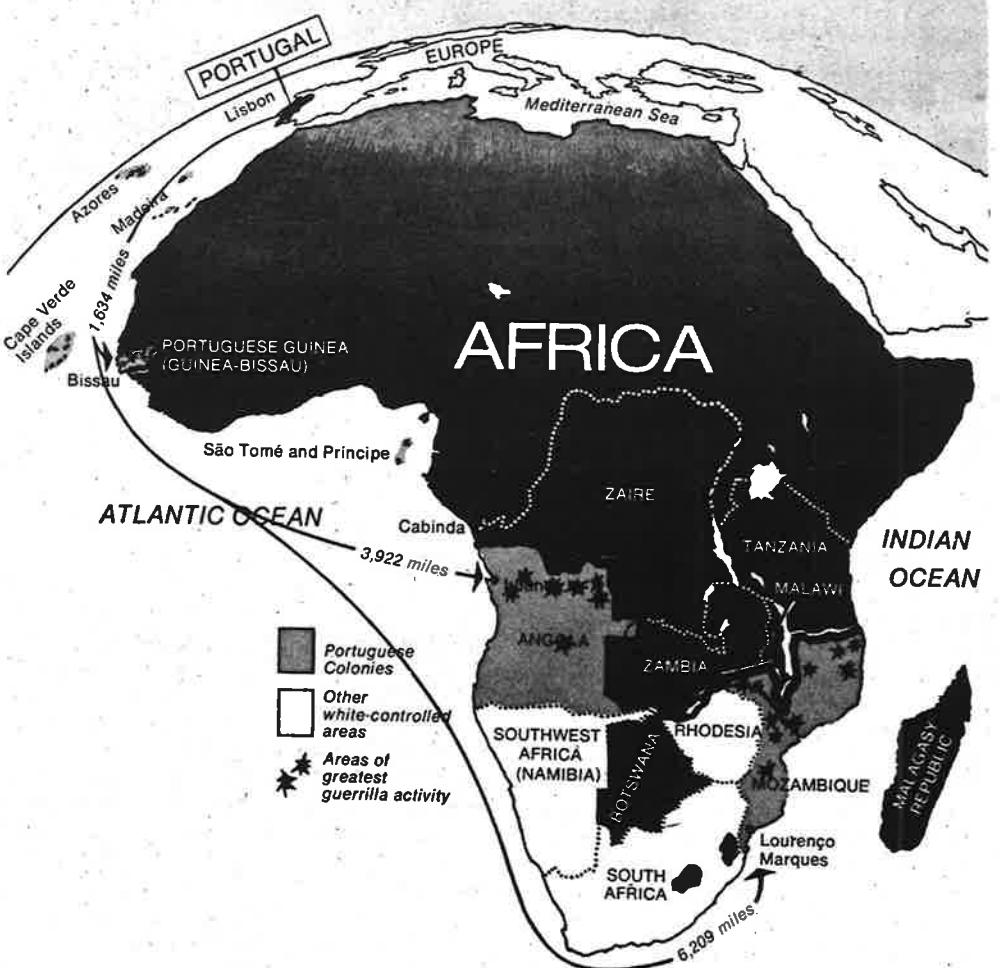 PORTUGAL
EUROPE
Lisbon
Mediterranean Sea
Azores
Madeira
1,634 miles
Cape Verde
Islands
PORTUGUESE GUINEA
(GUINEA-BISSAU)
Bissau
AFRICA
São Tomé and Principe
ZAIRE
ATLANTIC OCEAN
Cabinda
3,922 miles
TANZANIA
INDIAN
OCEAN
MALAWI
ANGOLA
ZAMBIA
Portuguese
Colonies
Other
white-controlled
areas
Areas of
greatest
guerrilla activity
SOUTHWEST
AFRICA
(NAMIBIA)
BOTSWANA
RHODESIA
MOZAMBIQUE
MALAGASY
REPUBLIC
Lourenço
Marques
SOUTH
AFRICA
6,209 miles